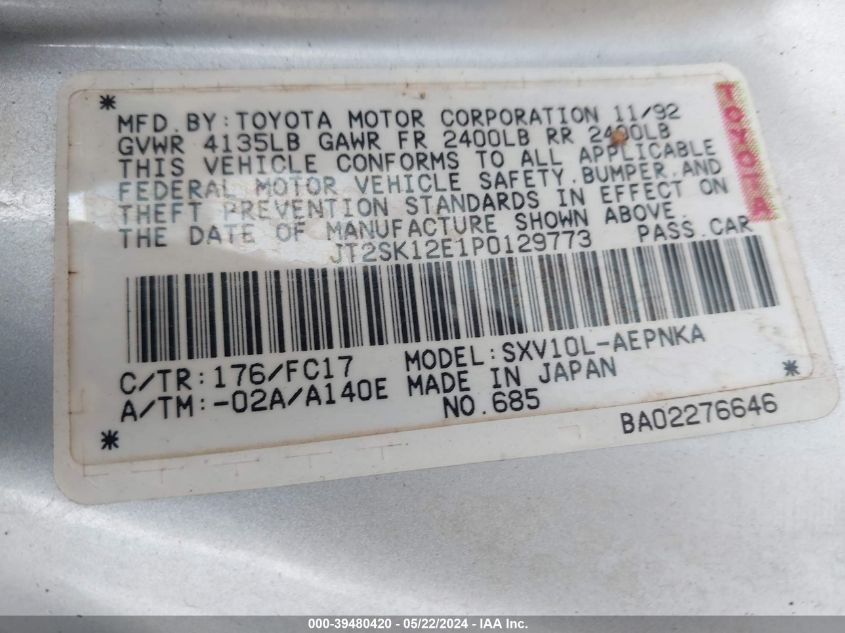 MFD.BY:TOYOTA MOTOR CORPORATION 11/92
GVWR 4135LB GAWR FR 2400LB RR 2400LB
THIS VEHICLE CONFORMS TO ALL APPLICABLE
FEDERAL MOTOR VEHICLE SAFETY,BUMPER,AND
THEFT PREVENTION STANDARDS IN EFFECT ON
THE DATE OF MANUFACTURE SHOWN ABOVE.
JT2SK12E1P0129773 PASS.CAR
TOYOTA
C/TR:176/FC17 MODEL:SXV10L-AEPNKA
A/TM:-02A/A140E MADE IN JAPAN
NO.685 BA02276646
000-39480420 - 05/22/2024 - IAA Inc.